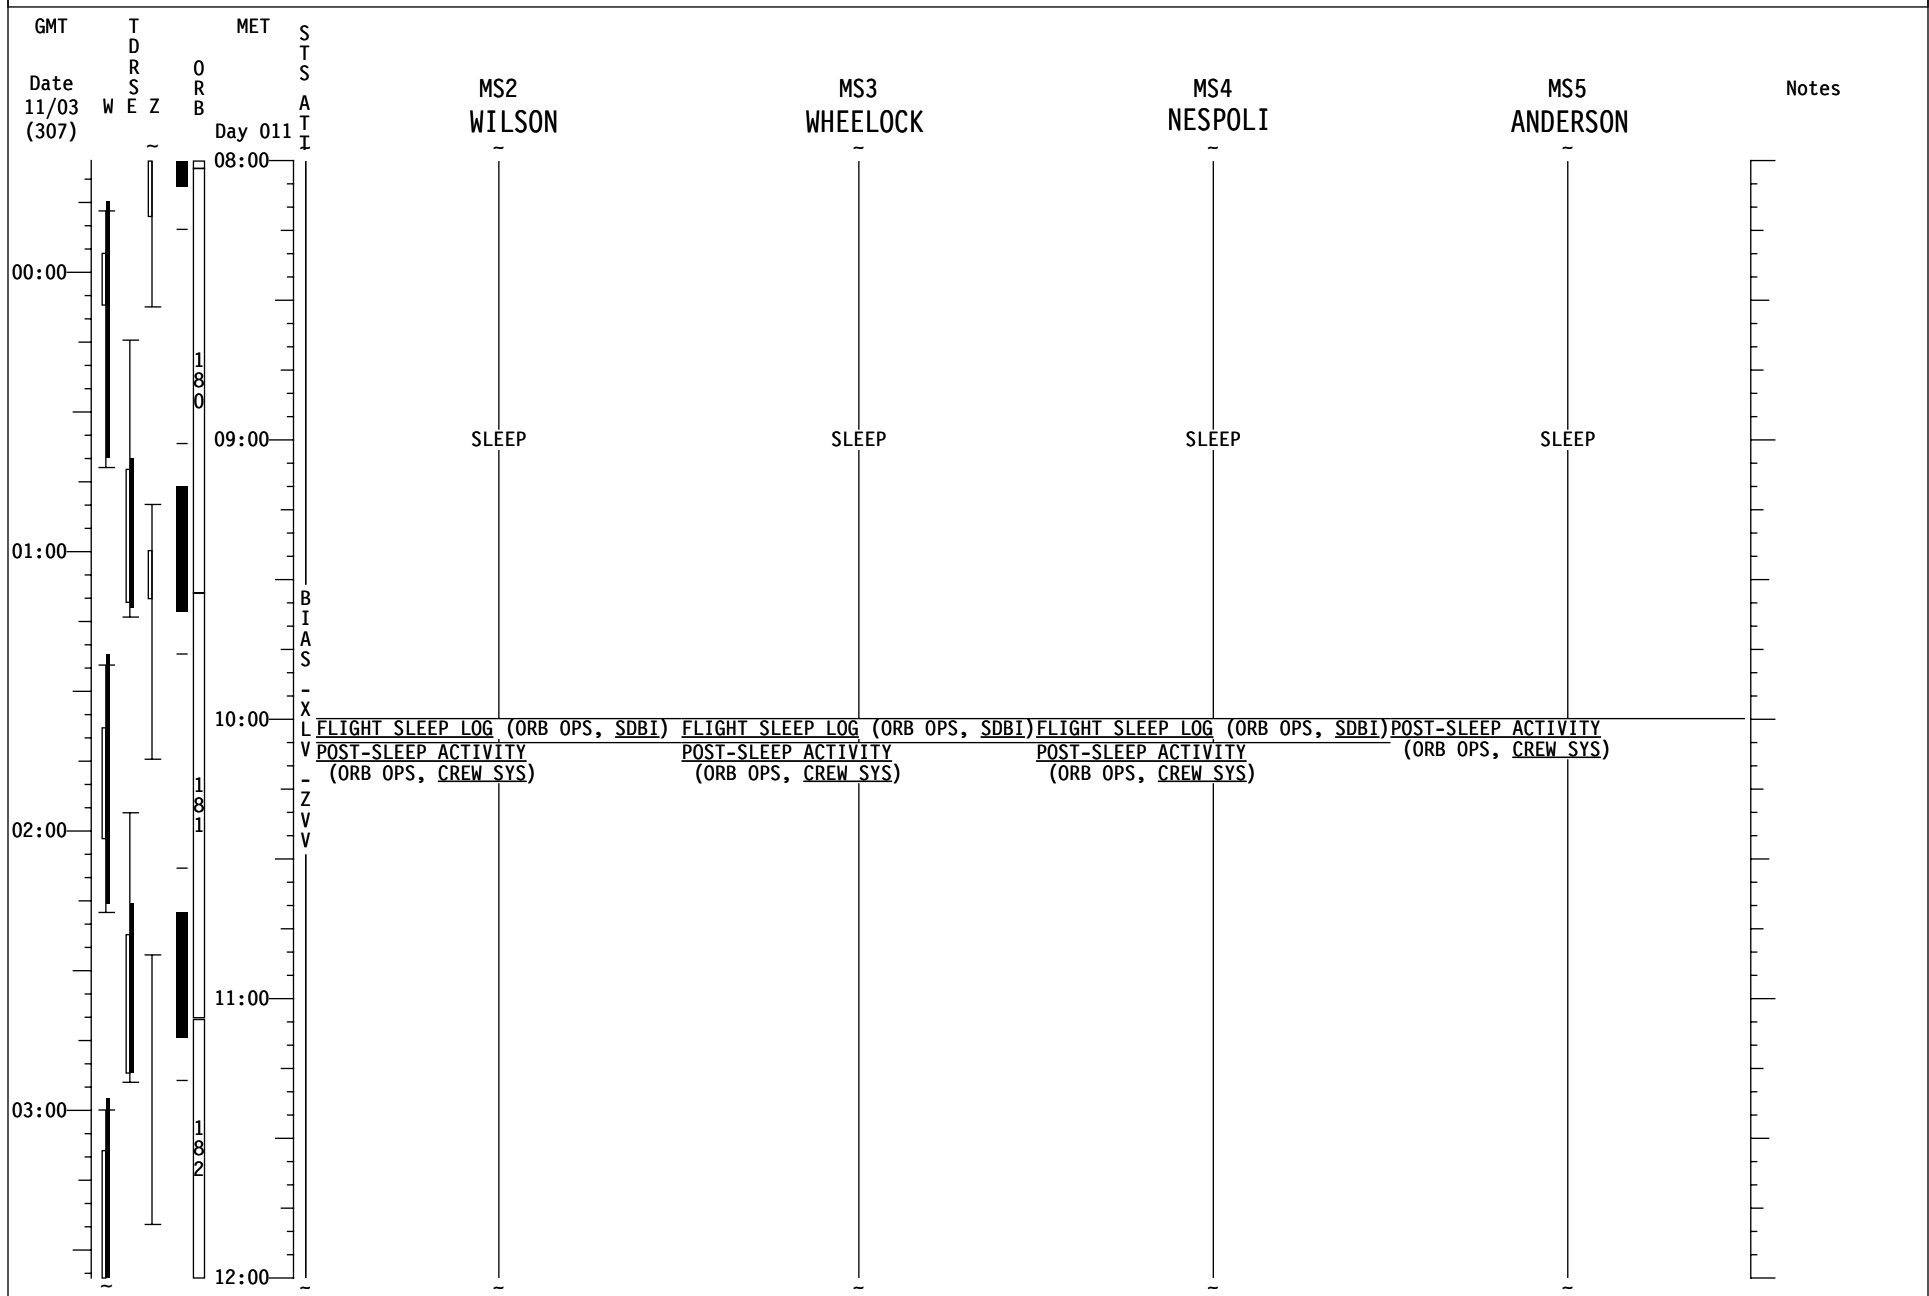 GMT
TDRS
MET
STS ATT
ORB
Date
11/03
(307)
W E Z
Day 011
MS2
WILSON
MS3
WHEELOCK
MS4
NESPOLI
MS5
ANDERSON
Notes
~
~ ~ ~ ~ ~
08:00
00:00
180
09:00
SLEEP SLEEP SLEEP SLEEP
01:00
BIAS -XLV -ZVV
10:00
FLIGHT SLEEP LOG (ORB OPS, SDBI) FLIGHT SLEEP LOG (ORB OPS, SDBI) FLIGHT SLEEP LOG (ORB OPS, SDBI) POST-SLEEP ACTIVITY
(ORB OPS, CREW SYS)
POST-SLEEP ACTIVITY POST-SLEEP ACTIVITY POST-SLEEP ACTIVITY
(ORB OPS, CREW SYS) (ORB OPS, CREW SYS) (ORB OPS, CREW SYS)
181
02:00
11:00
03:00
182
12:00
~ ~ ~ ~ ~ ~